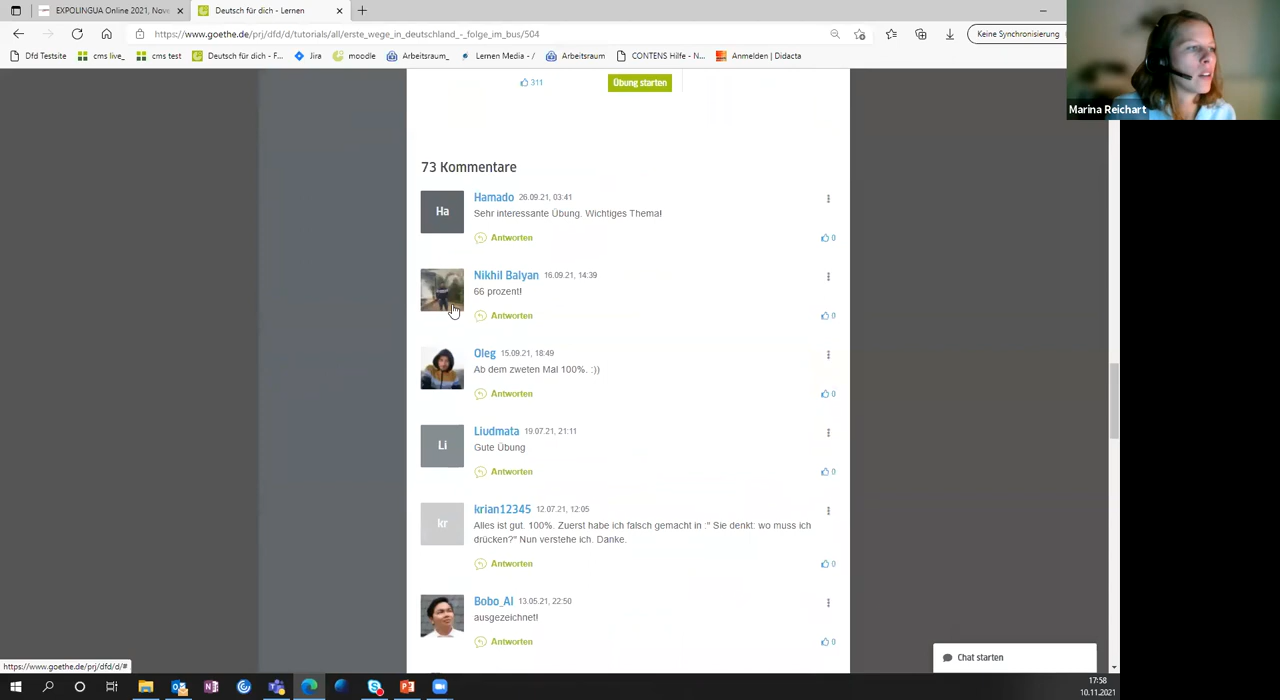 EXPOLINGUA Online 2021, Nove
Deutsch für dich - Lernen
https://www.goethe.de/prj/dfd/d/tutorials/all/erste_wege_in_deutschland_-_folge_im_bus/504
Keine Synchronisierung
Dfd Testsite
cms live_
cms test
Deutsch für dich - F...
Jira
moodle
Arbeitsraum_
Lernen Media - /
Arbeitsraum
CONTENS Hilfe - N...
Anmelden | Didacta
Marina Reichart
311
Übung starten
73 Kommentare
Ha
Hamado 26.09.21, 03:41
Sehr interessante Übung. Wichtiges Thema!
Antworten
0
Nikhil Balyan 16.09.21, 14:39
66 prozent!
Antworten
0
Oleg 15.09.21, 18:49
Ab dem zweten Mal 100%. :))
Antworten
0
Li
Liudmata 19.07.21, 21:11
Gute Übung
Antworten
0
kr
krian12345 12.07.21, 12:05
Alles ist gut. 100%. Zuerst habe ich falsch gemacht in :" Sie denkt: wo muss ich
drücken?" Nun verstehe ich. Danke.
Antworten
0
Bobo_Al 13.05.21, 22:50
ausgezeichnet!
Antworten
0
Chat starten
https://www.goethe.de/prj/dfd/d/#
17:58
10.11.2021